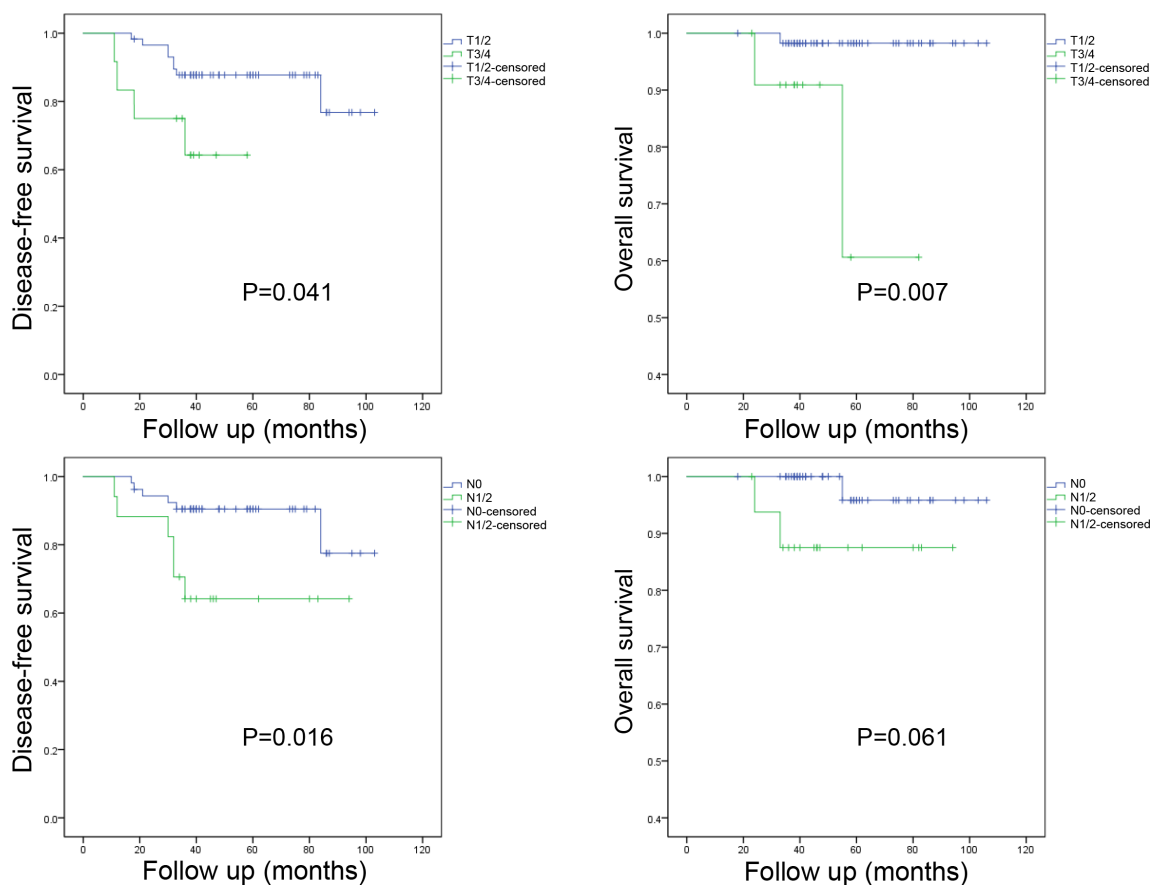 1.0
0.8
0.6
0.4
0.2
0.0
Disease-free survival
T1/2
T3/4
T1/2-censored
T3/4-censored
P=0.041
0 20 40 60 80 100 120
Follow up (months)
1.0
0.9
0.8
0.7
0.6
0.5
0.4
Overall survival
T1/2
T3/4
T1/2-censored
T3/4-censored
P=0.007
0 20 40 60 80 100 120
Follow up (months)
1.0
0.8
0.6
0.4
0.2
0.0
Disease-free survival
N0
N1/2
N0-censored
N1/2-censored
P=0.016
0 20 40 60 80 100 120
Follow up (months)
1.0
0.9
0.8
0.7
0.6
0.5
0.4
Overall survival
N0
N1/2
N0-censored
N1/2-censored
P=0.061
0 20 40 60 80 100 120
Follow up (months)